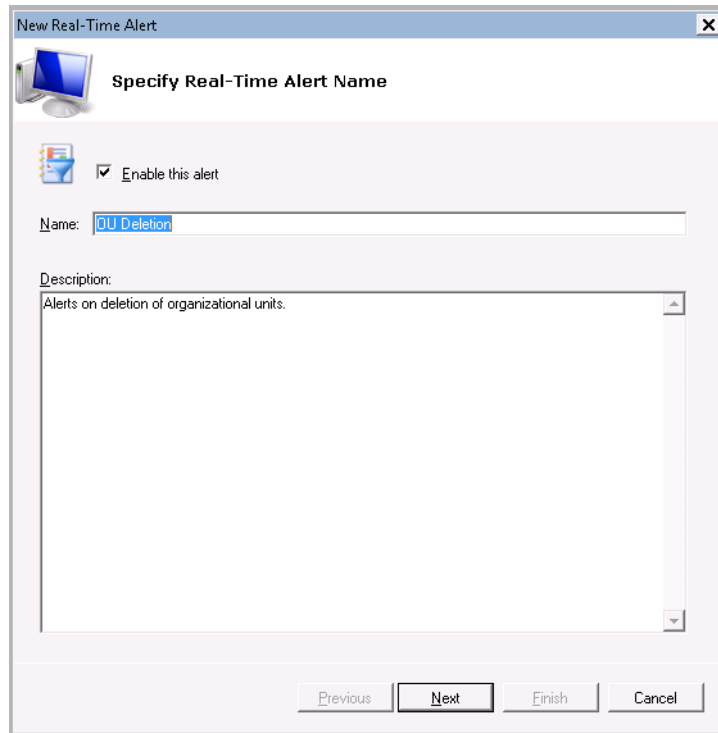 New Real-Time Alert
Specify Real-Time Alert Name
Enable this alert
Name: OU Deletion
Description:
Alerts on deletion of organizational units.
Previous Next Finish Cancel